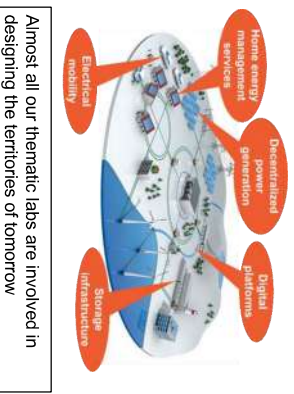 Home energy
management
services
Decentralized
power
generation
Digital
platforms
Electrical
mobility
Storage
infrastructure
Almost all our thematic labs are involved in
designing the territories of tomorrow